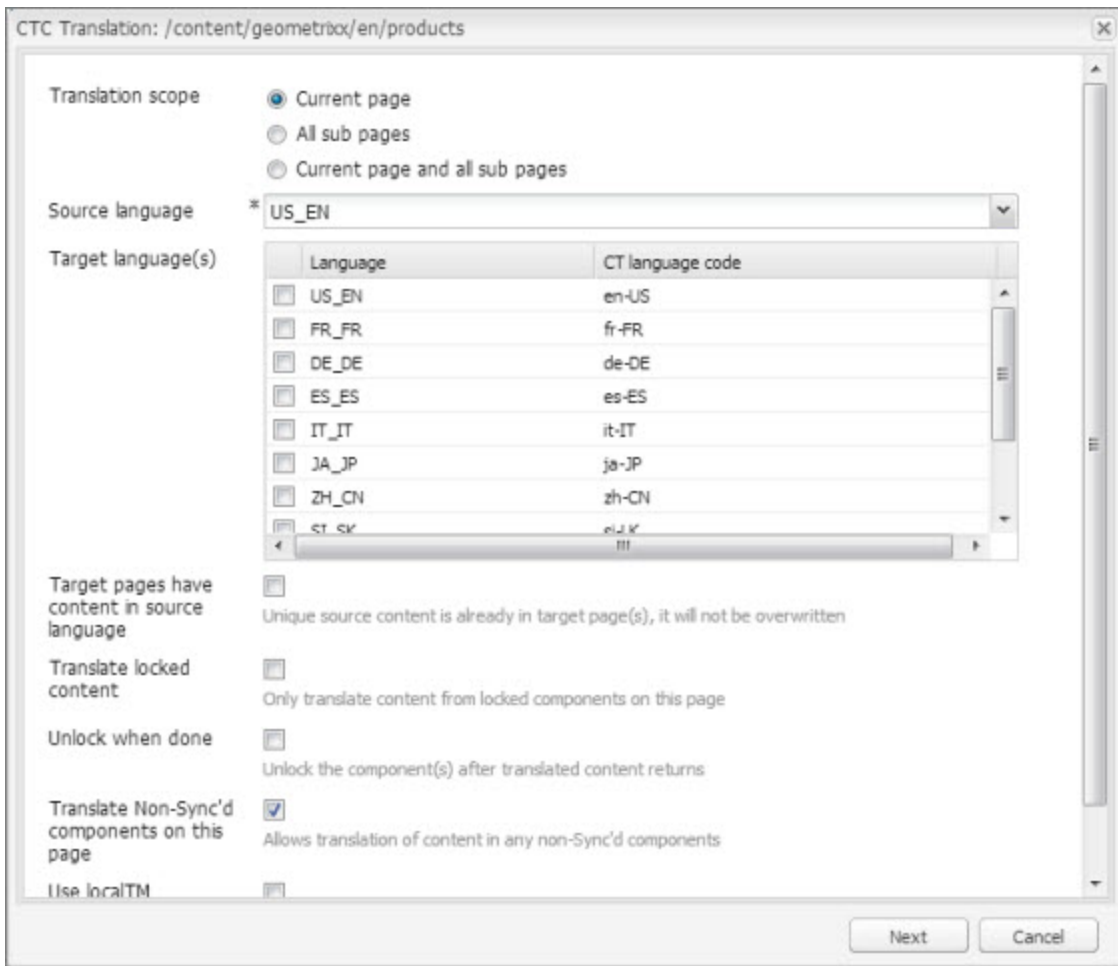 CTC Translation: /content/geometrixx/en/products
Translation scope
Current page
All sub pages
Current page and all sub pages
Source language * US_EN
Target language(s)
Language CT language code
US_EN en-US
FR_FR fr-FR
DE_DE de-DE
ES_ES es-ES
IT_IT it-IT
JA_JP ja-JP
ZH_CN zh-CN
SI_SK si-LK
Target pages have
content in source
language
Unique source content is already in target page(s), it will not be overwritten
Translate locked
content
Only translate content from locked components on this page
Unlock when done
Unlock the component(s) after translated content returns
Translate Non-Sync'd
components on this
page
Allows translation of content in any non-Sync'd components
Use localTM
Next Cancel